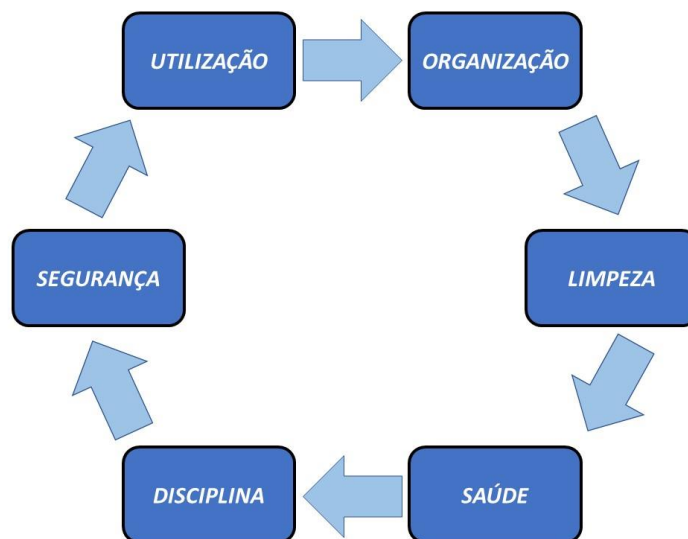 UTILIZAÇÃO
ORGANIZAÇÃO
LIMPEZA
SAÚDE
DISCIPLINA
SEGURANÇA